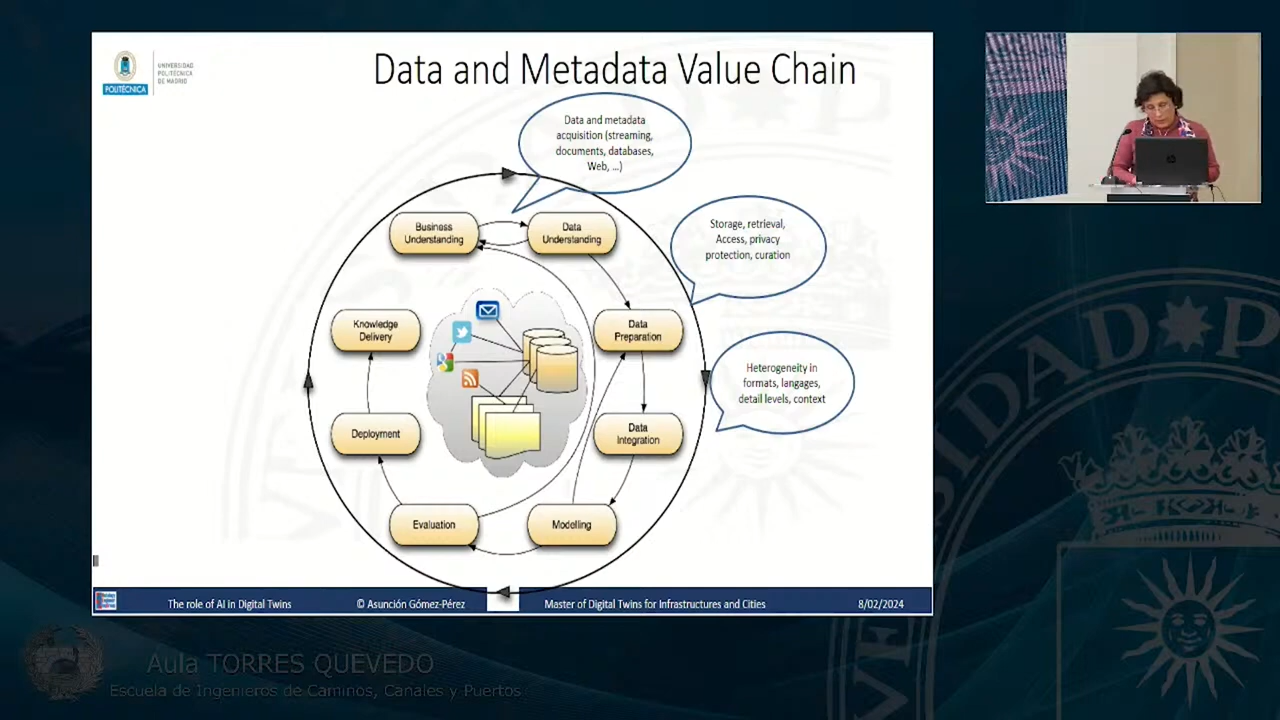 UNIVERSIDAD
POLITÉCNICA
DE MADRID
POLITÉCNICA
Data and Metadata Value Chain
Data and metadata
acquisition (streaming,
documents, databases,
Web, ...)
Business
Understanding
Data
Understanding
Storage, retrieval,
Access, privacy
protection, curation
Knowledge
Delivery
Data
Preparation
Heterogeneity in
formats, langages,
detail levels, context
Deployment
Data
Integration
Evaluation
Modelling
The role of AI in Digital Twins
© Asunción Gómez-Pérez
Master of Digital Twins for Infrastructures and Cities
8/02/2024
Aula TORRES QUEVEDO
Escuela de Ingenieros de Caminos, Canales y Puertos